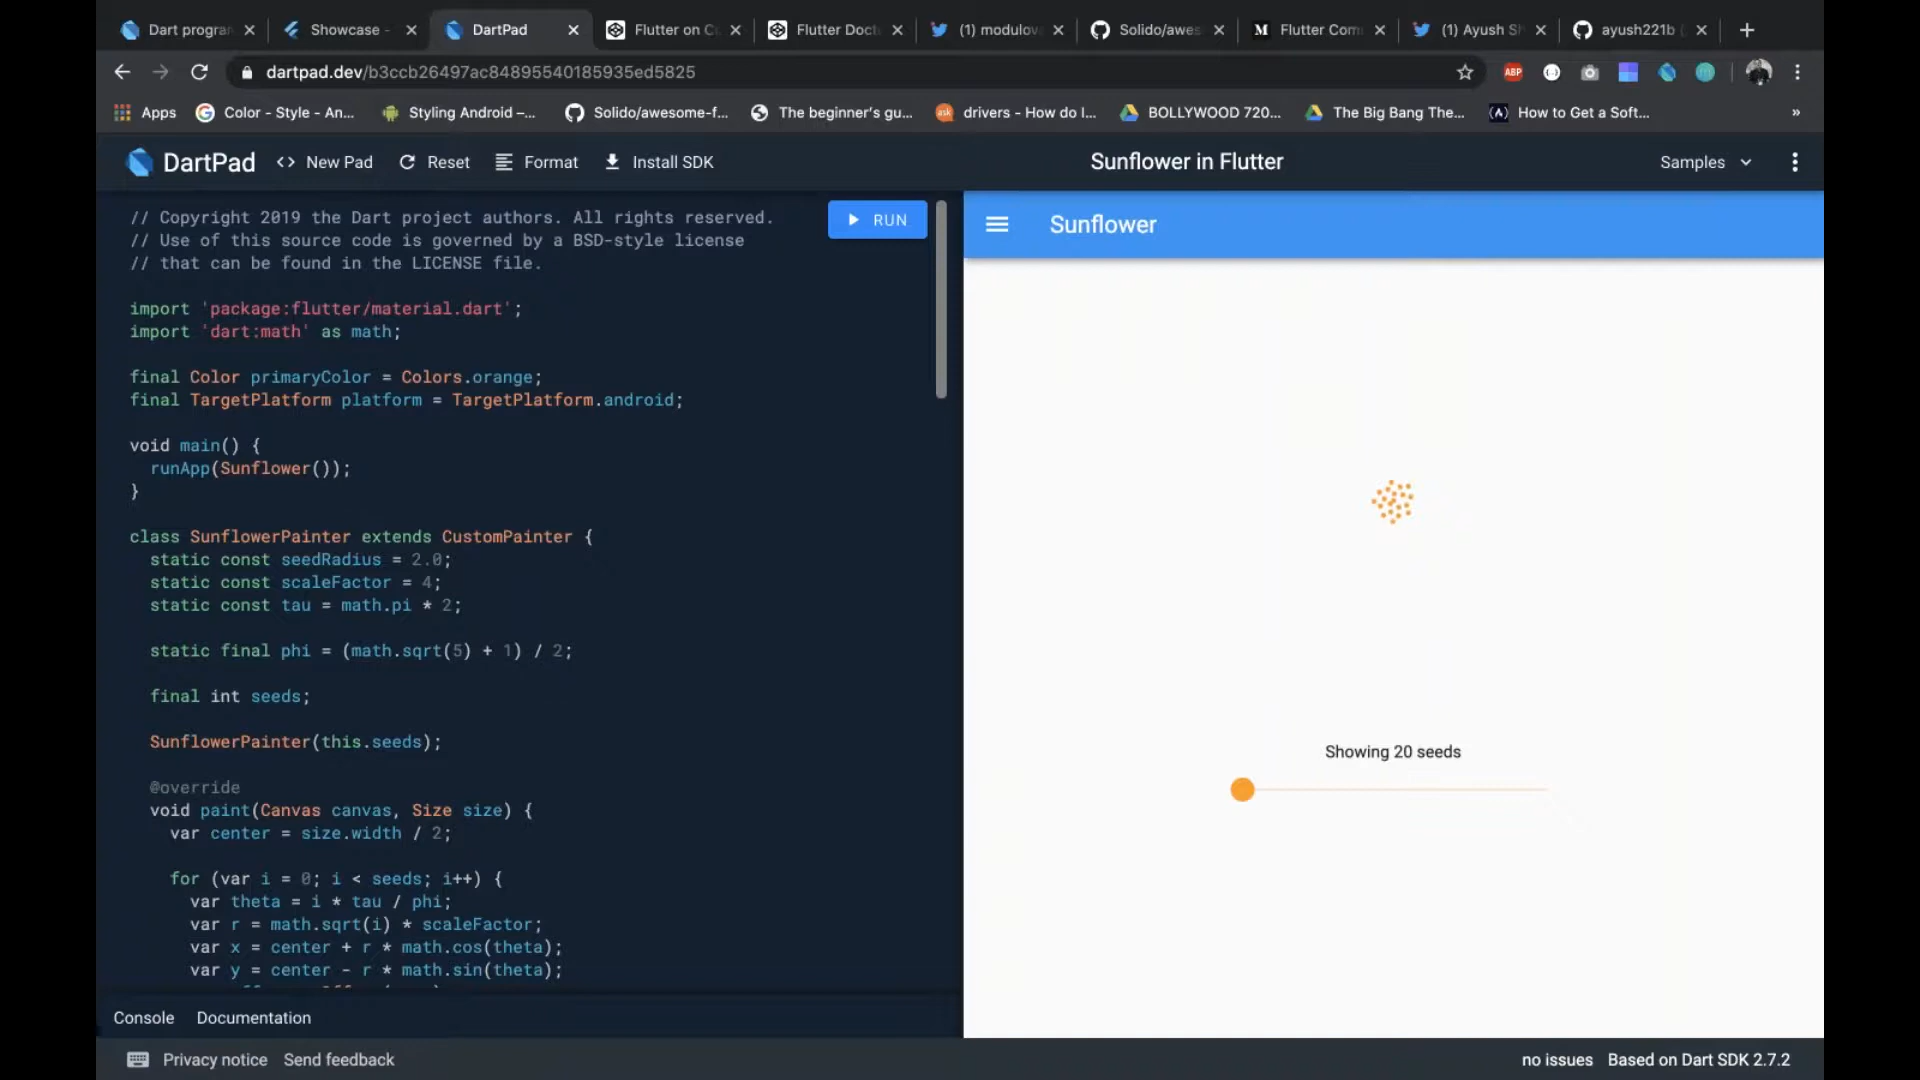 Dart progra
Showcase -
DartPad
Flutter on C
Flutter Doct
(1) modulov
Solido/awes
Flutter Com
(1) Ayush S
ayush221b
dartpad.dev/b3ccb26497ac84895540185935ed5825
ABP
Apps
Color - Style - An...
Styling Android –...
Solido/awesome-f...
The beginner's gu...
drivers - How do I...
BOLLYWOOD 720...
The Big Bang The...
How to Get a Soft...
»
DartPad
<> New Pad
Reset
Format
Install SDK
Sunflower in Flutter
Samples
// Copyright 2019 the Dart project authors. All rights reserved.
// Use of this source code is governed by a BSD-style license
// that can be found in the LICENSE file.
import 'package:flutter/material.dart';
import 'dart:math' as math;
final Color primaryColor = Colors.orange;
final TargetPlatform platform = TargetPlatform.android;
void main() {
runApp(Sunflower());
}
class SunflowerPainter extends CustomPainter {
static const seedRadius = 2.0;
static const scaleFactor = 4;
static const tau = math.pi * 2;
static final phi = (math.sqrt(5) + 1) / 2;
final int seeds;
SunflowerPainter(this.seeds);
@override
void paint(Canvas canvas, Size size) {
var center = size.width / 2;
for (var i = 0; i < seeds; i++) {
var theta = i * tau / phi;
var r = math.sqrt(i) * scaleFactor;
var x = center + r * math.cos(theta);
var y = center - r * math.sin(theta);
RUN
Sunflower
Showing 20 seeds
Console
Documentation
Privacy notice
Send feedback
no issues
Based on Dart SDK 2.7.2